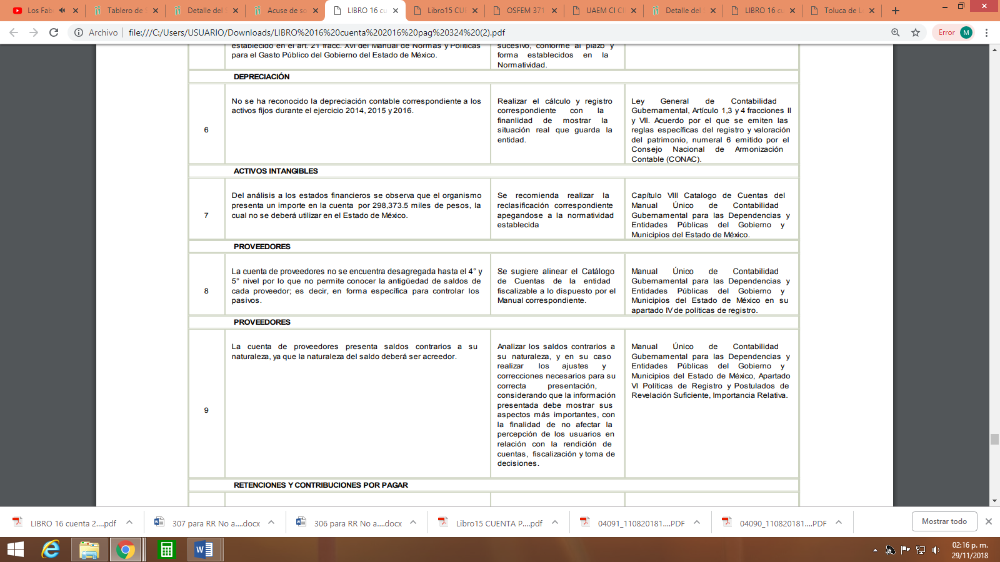 Los Fab
Tablero de S
Detalle del S
Acuse de so
LIBRO 16 cu
Libro15 CUE
OSFEM 371
UAEM CI CI
Detalle del S
LIBRO 16 cu
Toluca de L
Archivo | file:///C:/Users/USUARIO/Downloads/LIBRO%2016%20cuenta%202016%20pag%20324%20(2).pdf
Error M
establecido en el art. 21 fracc. XVI del Manual de Normas y Políticas
para el Gasto Público del Gobierno del Estado de México.
sucesivo, conforme al plazo y
forma establecidos en la
Normatividad.
DEPRECIACIÓN
6
No se ha reconocido la depreciación contable correspondiente a los
activos fijos durante el ejercicio 2014, 2015 y 2016.
Realizar el cálculo y registro
correspondiente con la
finanlidad de mostrar la
situación real que guarda la
entidad.
Ley General de Contabilidad
Gubernamental, Artículo 1,3 y 4 fracciones II
y VII. Acuerdo por el que se emiten las
reglas específicas del registro y valoración
del patrimonio, numeral 6 emitido por el
Consejo Nacional de Armonización
Contable (CONAC).
ACTIVOS INTANGIBLES
7
Del análisis a los estados financieros se observa que el organismo
presenta un importe en la cuenta por 298,373.5 miles de pesos, la
cual no se deberá utilizar en el Estado de México.
Se recomienda realizar la
reclasificación correspondiente
apegandose a la normatividad
establecida
Capítulo VIII Catalogo de Cuentas del
Manual Único de Contabilidad
Gubernamental para las Dependencias y
Entidades Públicas del Gobierno y
Municipios del Estado de México.
PROVEEDORES
8
La cuenta de proveedores no se encuentra desagregada hasta el 4° y
5° nivel por lo que no permite conocer la antigüedad de saldos de
cada proveedor; es decir, en forma específica para controlar los
pasivos.
Se sugiere alinear el Catálogo
de Cuentas de la entidad
fiscalizable a lo dispuesto por el
Manual correspondiente.
Manual Único de Contabilidad
Gubernamental para las Dependencias y
Entidades Públicas del Gobierno y
Municipios del Estado de México en su
apartado IV de políticas de registro.
PROVEEDORES
9
La cuenta de proveedores presenta saldos contrarios a su
naturaleza, ya que la naturaleza del saldo deberá ser acreedor.
Analizar los saldos contrarios a
su naturaleza, y en su caso
realizar los ajustes y
correcciones necesarios para su
correcta presentación,
considerando que la información
presentada debe mostrar sus
aspectos más importantes, con
la finalidad de no afectar la
percepción de los usuarios en
relación con la rendición de
cuentas, fiscalización y toma de
decisiones.
Manual Único de Contabilidad
Gubernamental para las Dependencias y
Entidades Públicas del Gobierno y
Municipios del Estado de México, Apartado
VI Políticas de Registro y Postulados de
Revelación Suficiente, Importancia Relativa.
RETENCIONES Y CONTRIBUCIONES POR PAGAR
LIBRO 16 cuenta 2....pdf
307 para RR No a....docx
306 para RR No a....docx
Libro15 CUENTA P....pdf
04091_110820181....PDF
04090_110820181....PDF
Mostrar todo
02:16 p. m.
29/11/2018